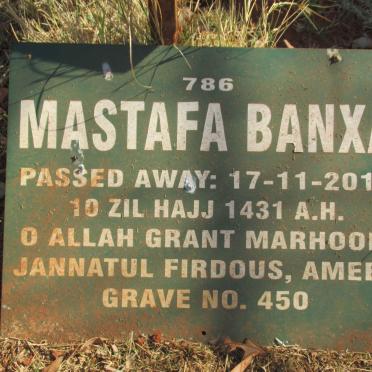 786
MASTAFA BANXA
PASSED AWAY: 17-11-201
10 ZIL HAJJ 1431 A.H.
O ALLAH GRANT MARHOO
JANNATUL FIRDOUS, AMEE
GRAVE NO. 450